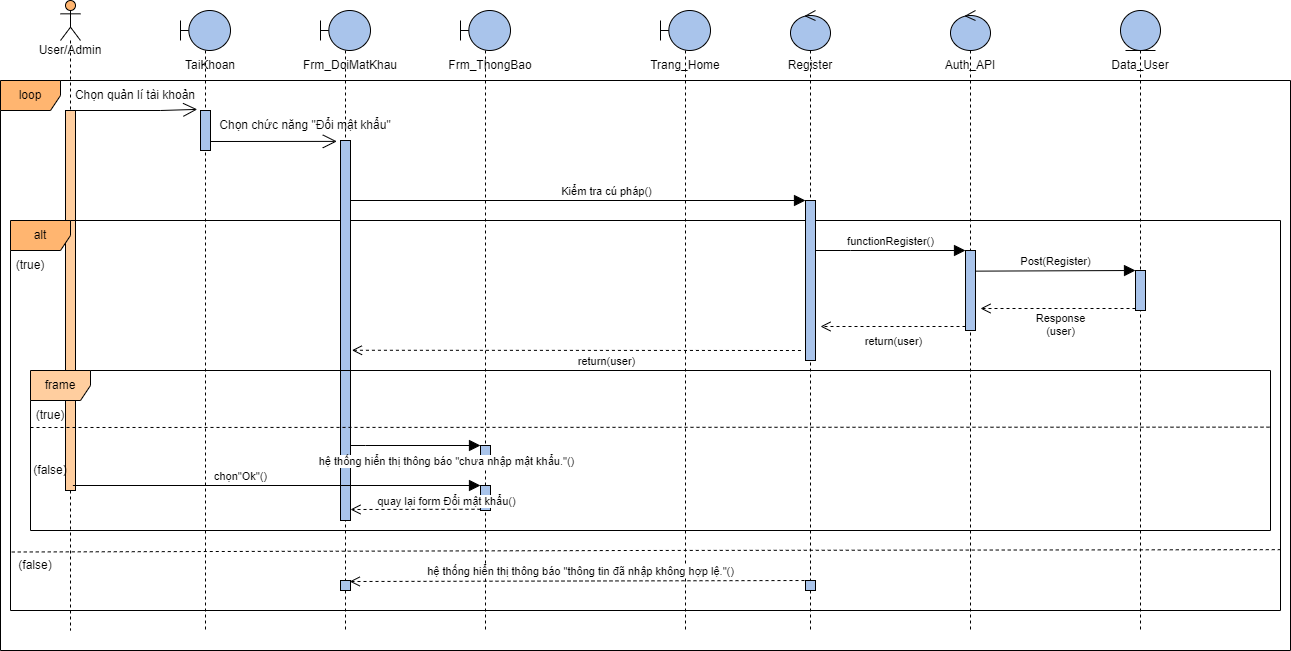 User/Admin
TaiKhoan
Frm_DoiMatKhau
Frm_ThongBao
Trang_Home
Register
Auth_API
Data_User
loop
Chọn quản lí tài khoản
Chọn chức năng "Đổi mật khẩu"
Kiểm tra cú pháp()
alt
(true)
functionRegister()
Post(Register)
Response
(user)
return(user)
return(user)
frame
(true)
hệ thống hiển thị thông báo "chưa nhập mật khẩu."()
(false)
chọn"Ok"()
quay lại form Đổi mật khẩu()
(false)
hệ thống hiển thị thông báo "thông tin đã nhập không hợp lệ."()